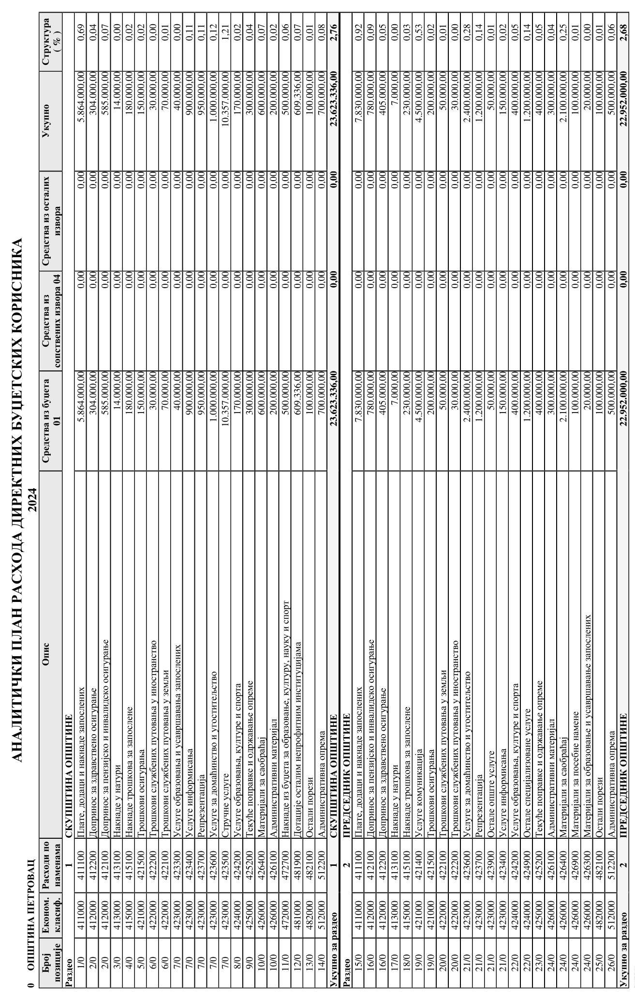 АНАЛИТИЧКИ ПЛАН РАСХОДА ДИРЕКТНИХ БУЏЕТСКИХ КОРИСНИКА
2024
0 ОПШТИНА ПЕТРОВАЦ
Број позиције Економ. класиф. Расходи по наменама Опис Средства из буџета 01 Средства из сопствених извора 04 Средства из осталих извора Укупно Структура ( % )
Раздео 1 СКУПШТИНА ОПШТИНЕ
1/0 411000 411100 Плате, додаци и накнаде запослених 5.864.000,00 0,00 0,00 5.864.000,00 0,69
2/0 412000 412200 Допринос за здравствено осигурање 304.000,00 0,00 0,00 304.000,00 0,04
2/0 412000 412100 Допринос за пензијско и инвалидско осигурање 585.000,00 0,00 0,00 585.000,00 0,07
3/0 413000 413100 Накнаде у натури 14.000,00 0,00 0,00 14.000,00 0,00
4/0 415000 415100 Накнаде трошкова за запослене 180.000,00 0,00 0,00 180.000,00 0,02
5/0 421000 421500 Трошкови осигурања 150.000,00 0,00 0,00 150.000,00 0,02
6/0 422000 422200 Трошкови службених путовања у иностранство 30.000,00 0,00 0,00 30.000,00 0,00
6/0 422000 422100 Трошкови службених путовања у земљи 70.000,00 0,00 0,00 70.000,00 0,01
7/0 423000 423300 Услуге образовања и усавршавања запослених 40.000,00 0,00 0,00 40.000,00 0,00
7/0 423000 423400 Услуге информисања 900.000,00 0,00 0,00 900.000,00 0,11
7/0 423000 423700 Репрезентација 950.000,00 0,00 0,00 950.000,00 0,11
7/0 423000 423600 Услуге за домаћинство и угоститељство 1.000.000,00 0,00 0,00 1.000.000,00 0,12
7/0 423000 423500 Стручне услуге 10.357.000,00 0,00 0,00 10.357.000,00 1,21
8/0 424000 424200 Услуге образовања, културе и спорта 170.000,00 0,00 0,00 170.000,00 0,02
9/0 425000 425200 Текуће поправке и одржавање опреме 300.000,00 0,00 0,00 300.000,00 0,04
10/0 426000 426400 Материјали за саобраћај 600.000,00 0,00 0,00 600.000,00 0,07
10/0 426000 426100 Административни материјал 200.000,00 0,00 0,00 200.000,00 0,02
11/0 472000 472700 Накнаде из буџета за образовање, културу, науку и спорт 500.000,00 0,00 0,00 500.000,00 0,06
12/0 481000 481900 Дотације осталим непрофитним институцијама 609.336,00 0,00 0,00 609.336,00 0,07
13/0 482000 482100 Остали порези 100.000,00 0,00 0,00 100.000,00 0,01
14/0 512000 512200 Административна опрема 700.000,00 0,00 0,00 700.000,00 0,08
Укупно за раздео 1 СКУПШТИНА ОПШТИНЕ 23.623.336,00 0,00 0,00 23.623.336,00 2,76
Раздео 2 ПРЕДСЕДНИК ОПШТИНЕ
15/0 411000 411100 Плате, додаци и накнаде запослених 7.830.000,00 0,00 0,00 7.830.000,00 0,92
16/0 412000 412100 Допринос за пензијско и инвалидско осигурање 780.000,00 0,00 0,00 780.000,00 0,09
16/0 412000 412200 Допринос за здравствено осигурање 405.000,00 0,00 0,00 405.000,00 0,05
17/0 413000 413100 Накнаде у натури 7.000,00 0,00 0,00 7.000,00 0,00
18/0 415000 415100 Накнаде трошкова за запослене 230.000,00 0,00 0,00 230.000,00 0,03
19/0 421000 421400 Услуге комуникација 4.500.000,00 0,00 0,00 4.500.000,00 0,53
19/0 421000 421500 Трошкови осигурања 200.000,00 0,00 0,00 200.000,00 0,02
20/0 422000 422100 Трошкови службених путовања у земљи 50.000,00 0,00 0,00 50.000,00 0,01
20/0 422000 422200 Трошкови службених путовања у иностранство 30.000,00 0,00 0,00 30.000,00 0,00
21/0 423000 423600 Услуге за домаћинство и угоститељство 2.400.000,00 0,00 0,00 2.400.000,00 0,28
21/0 423000 423700 Репрезентација 1.200.000,00 0,00 0,00 1.200.000,00 0,14
21/0 423000 423900 Остале опште услуге 50.000,00 0,00 0,00 50.000,00 0,01
21/0 423000 423400 Услуге информисања 150.000,00 0,00 0,00 150.000,00 0,02
22/0 424000 424200 Услуге образовања, културе и спорта 400.000,00 0,00 0,00 400.000,00 0,05
22/0 424000 424900 Остале специјализоване услуге 1.200.000,00 0,00 0,00 1.200.000,00 0,14
23/0 425000 425200 Текуће поправке и одржавање опреме 400.000,00 0,00 0,00 400.000,00 0,05
24/0 426000 426100 Административни материјал 300.000,00 0,00 0,00 300.000,00 0,04
24/0 426000 426400 Материјали за саобраћај 2.100.000,00 0,00 0,00 2.100.000,00 0,25
24/0 426000 426900 Материјали за посебне намене 100.000,00 0,00 0,00 100.000,00 0,01
24/0 426000 426300 Материјали за образовање и усавршавање запослених 20.000,00 0,00 0,00 20.000,00 0,00
25/0 482000 482100 Остали порези 100.000,00 0,00 0,00 100.000,00 0,01
26/0 512000 512200 Административна опрема 500.000,00 0,00 0,00 500.000,00 0,06
Укупно за раздео 2 ПРЕДСЕДНИК ОПШТИНЕ 22.952.000,00 0,00 0,00 22.952.000,00 2,68